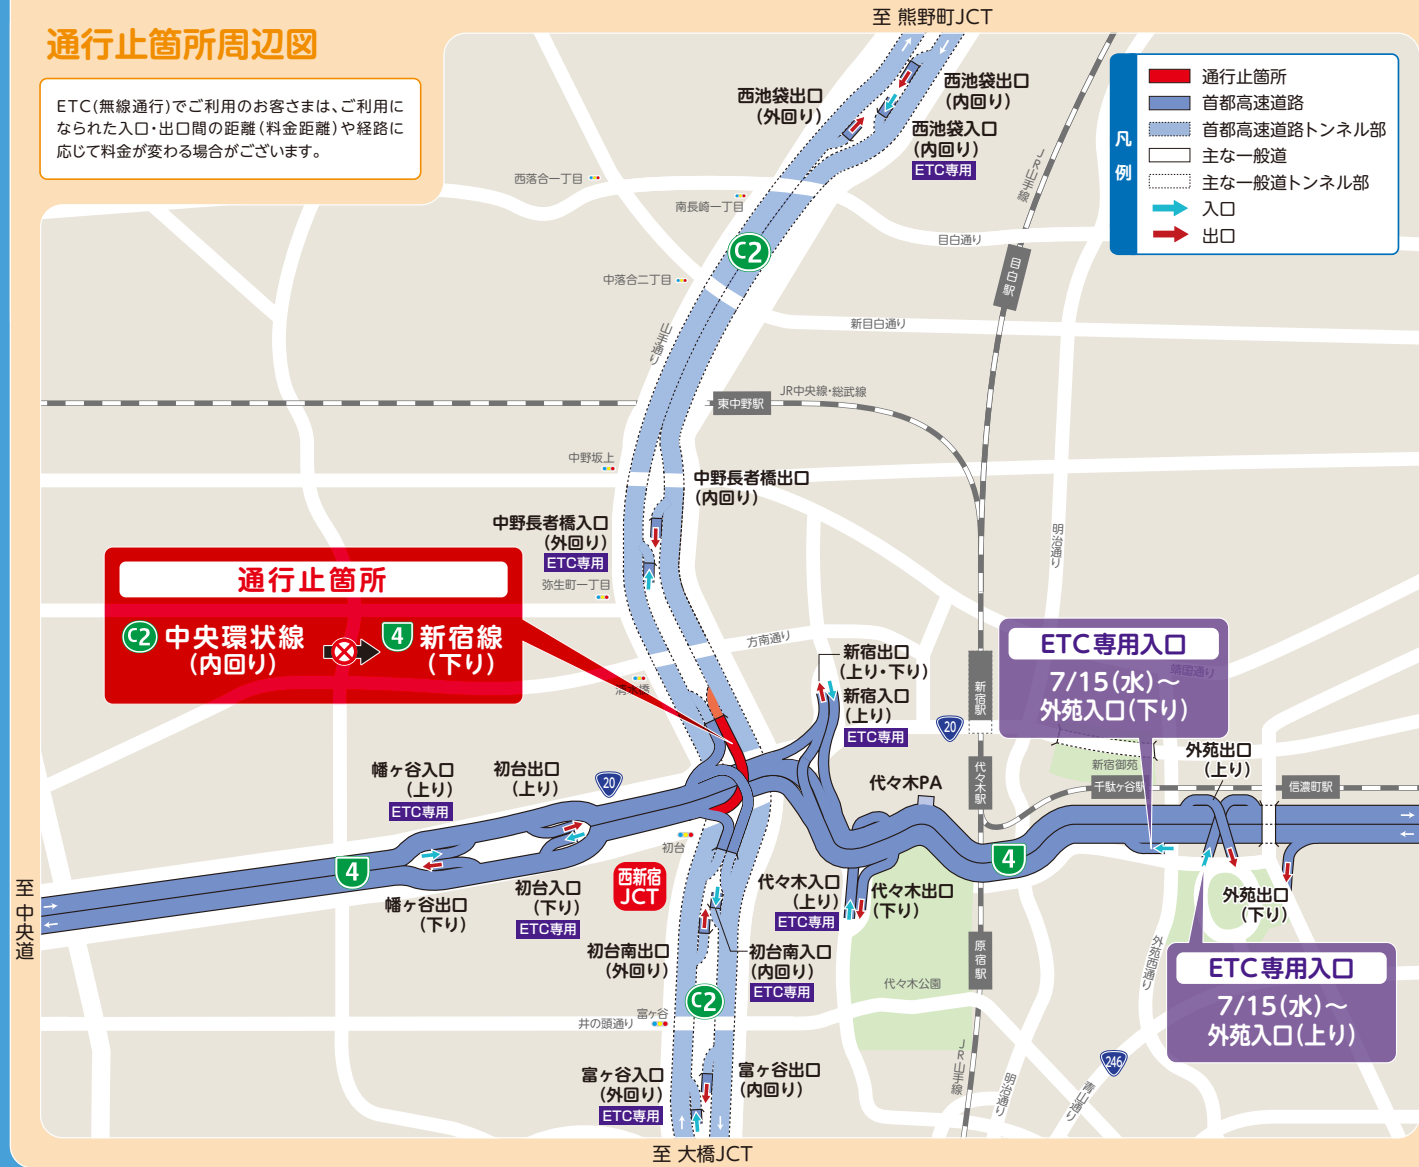 至 熊野町JCT
通行止箇所周辺図
ETC(無線通行)でご利用のお客さまは、ご利用に
なられた入口・出口間の距離(料金距離)や経路に
応じて料金が変わる場合がございます。
凡例
通行止箇所
首都高速道路
首都高速道路トンネル部
主な一般道
主な一般道トンネル部
入口
出口
西池袋出口
(外回り)
西池袋出口
(内回り)
西池袋入口
(内回り)
ETC専用
JR山手線
西落合一丁目
南長崎一丁目
目白通り
C2
目白駅
中落合二丁目
新目白通り
山手通り
JR中央線・総武線
東中野駅
中野坂上
中野長者橋出口
(内回り)
中野長者橋入口
(外回り)
ETC専用
明治通り
弥生町一丁目
通行止箇所
C2 中央環状線
(内回り)
4 新宿線
(下り)
方南通り
清水橋
新宿出口
(上り・下り)
新宿入口
(上り)
ETC専用
新宿駅
20
靖国通り
ETC専用入口
7/15(水)〜
外苑入口(下り)
外苑出口
(上り)
新宿御苑
千駄ヶ谷駅
信濃町駅
代々木駅
代々木PA
幡ヶ谷入口
(上り)
ETC専用
初台出口
(上り)
20
4
4
初台
西新宿
JCT
幡ヶ谷出口
(下り)
初台入口
(下り)
ETC専用
代々木入口
(上り)
ETC専用
代々木出口
(下り)
外苑出口
(下り)
至 中央道
初台南出口
(外回り)
初台南入口
(内回り)
ETC専用
原宿駅
外苑西通り
ETC専用入口
7/15(水)〜
外苑入口(上り)
代々木公園
C2
富ヶ谷
井の頭通り
富ヶ谷入口
(外回り)
ETC専用
富ヶ谷出口
(内回り)
JR山手線
明治通り
青山通り
246
至 大橋JCT